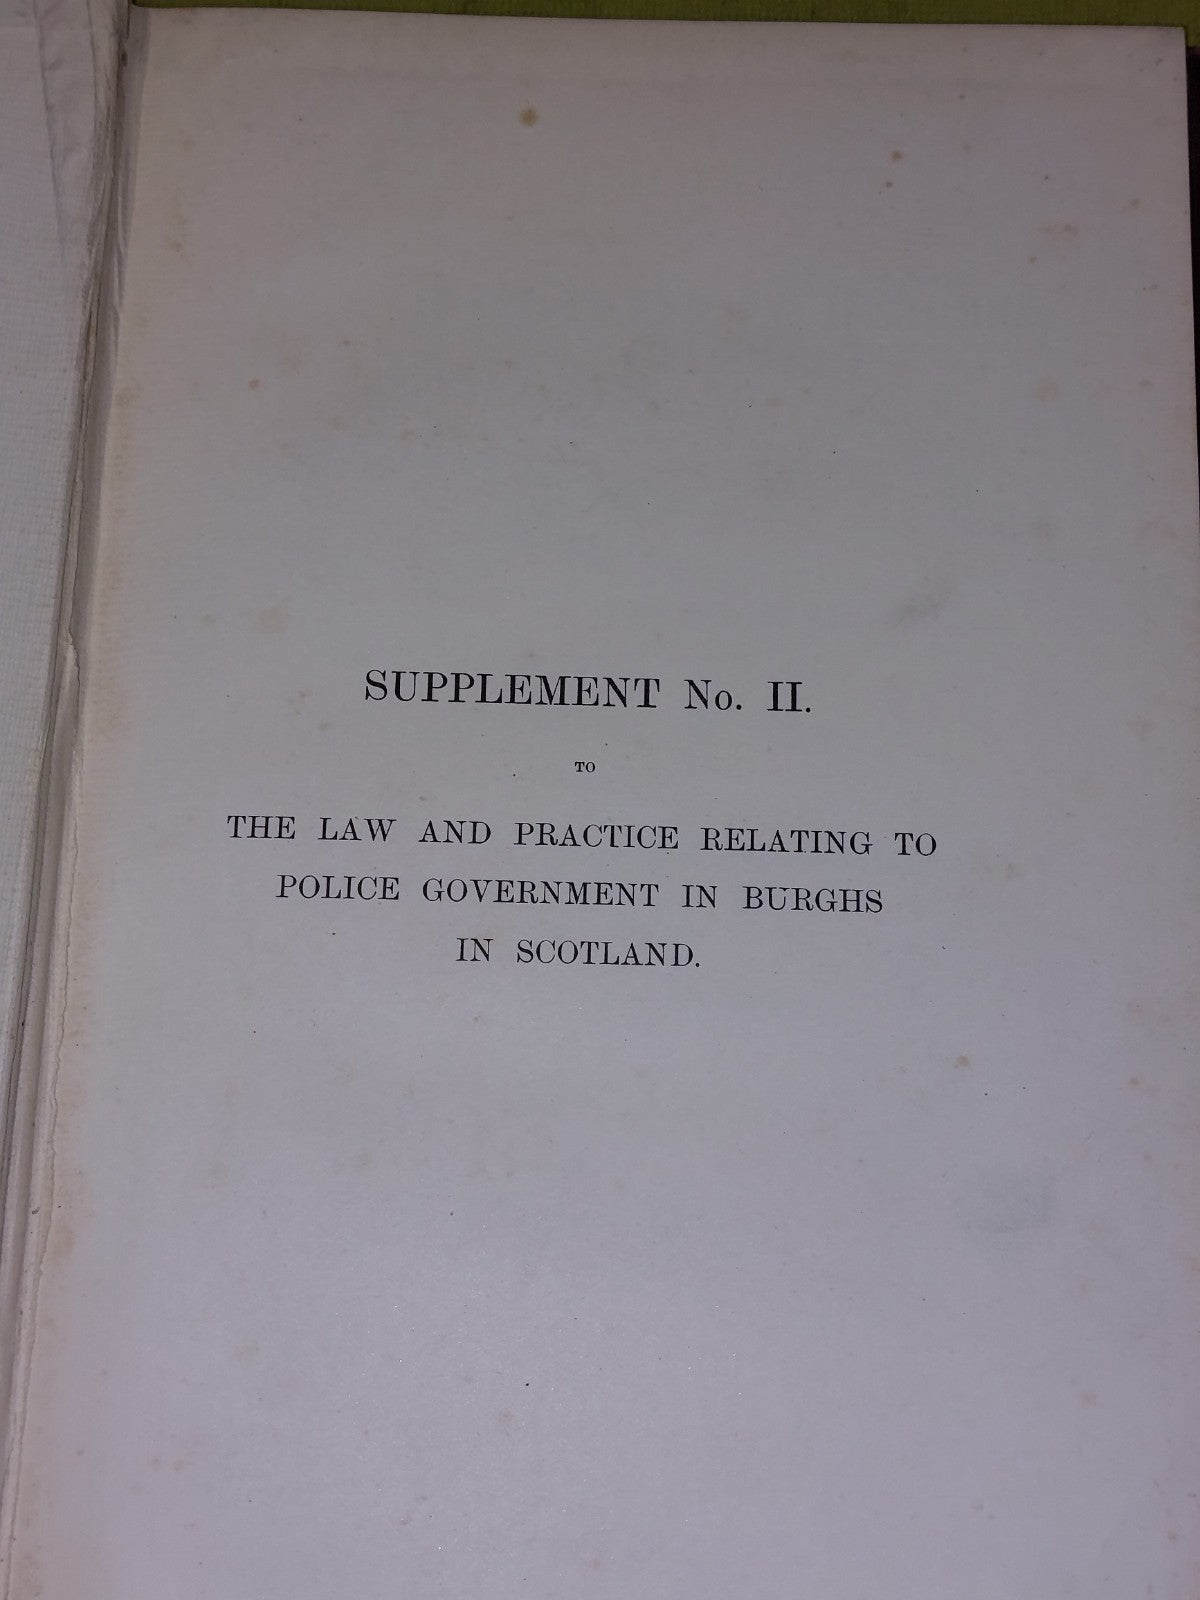 SUPPLEMENT No. II.
TO
THE LAW AND PRACTICE RELATING TO
POLICE GOVERNMENT IN BURGHS
IN SCOTLAND.